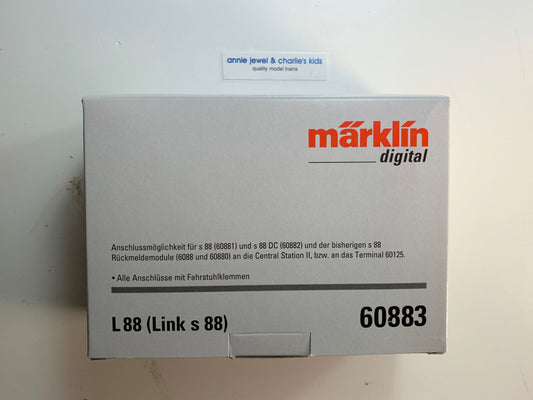 annie jewel & charlie's kids
quality model trains
märklin
digital
Anschlussmöglichkeit für s 88 (60881) und s 88 DC (60882) und der bisherigen s 88
Rückmeldemodule (6088 und 60880) an die Central Station II, bzw. an das Terminal 60125.
• Alle Anschlüsse mit Fahrstuhlklemmen
L88 (Link s 88)
60883